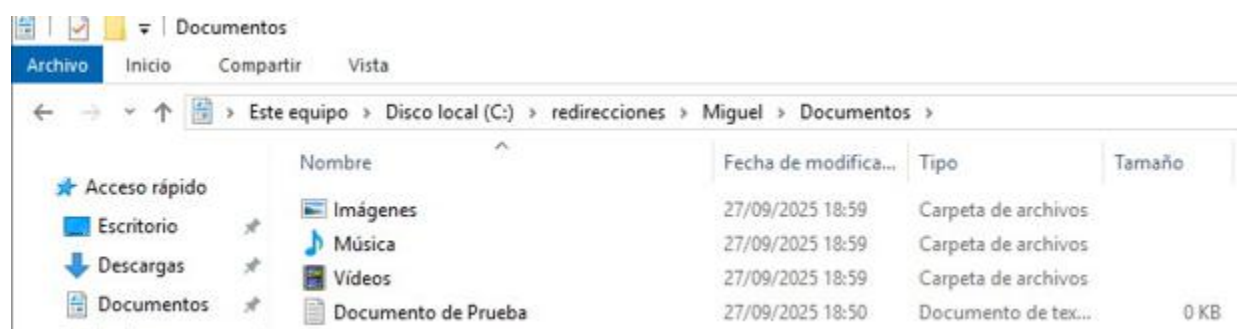 Documentos
Archivo Inicio Compartir Vista
Este equipo > Disco local (C:) > redirecciones > Miguel > Documentos >
Nombre Fecha de modifica... Tipo Tamaño
Acceso rápido
Escritorio
Descargas
Documentos
Imágenes 27/09/2025 18:59 Carpeta de archivos
Música 27/09/2025 18:59 Carpeta de archivos
Vídeos 27/09/2025 18:59 Carpeta de archivos
Documento de Prueba 27/09/2025 18:50 Documento de tex... 0 KB